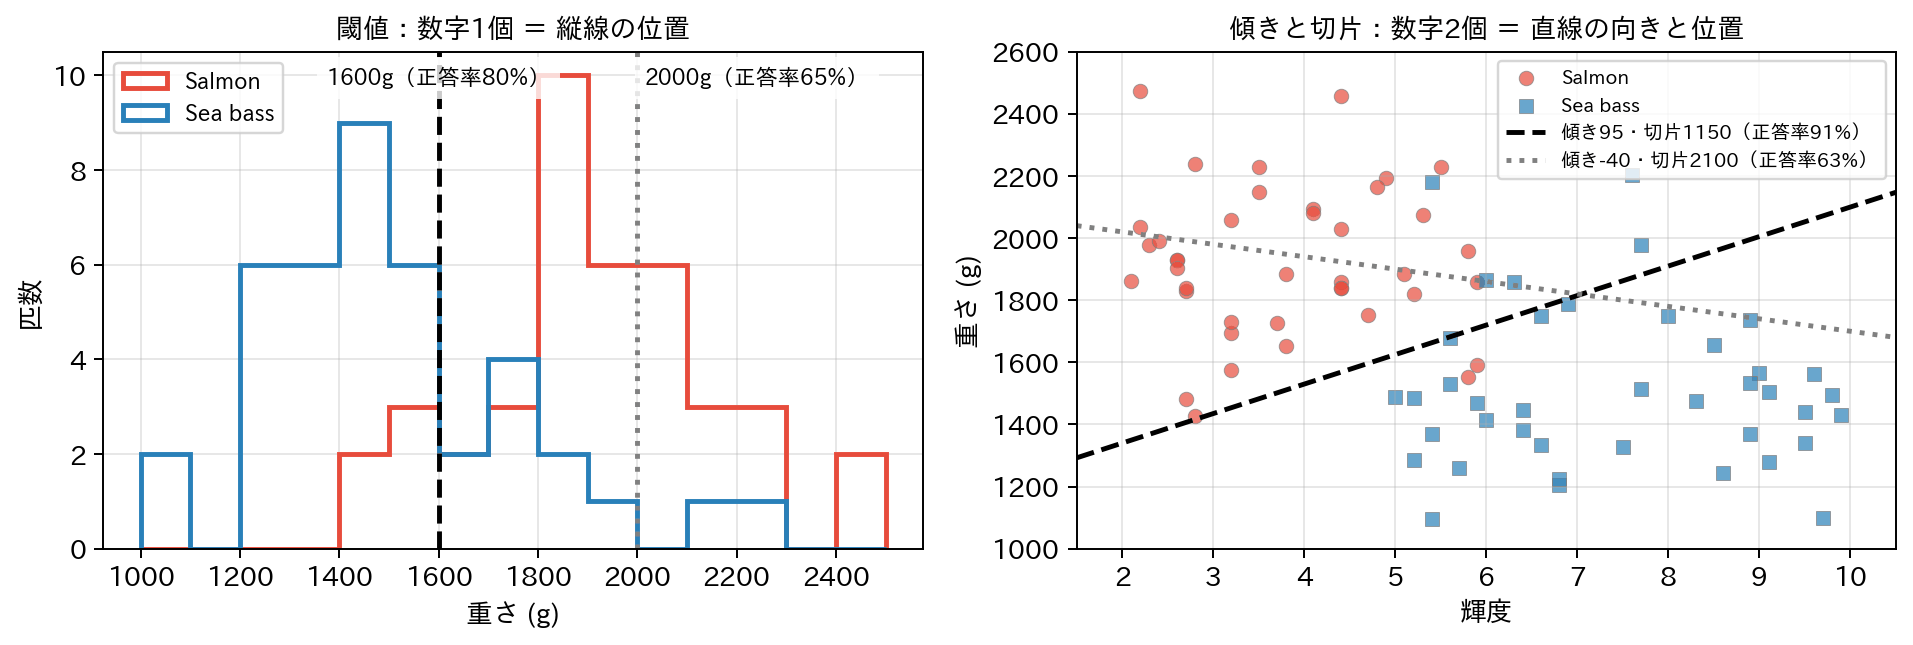 閾値：数字1個 ＝ 縦線の位置
Salmon
Sea bass
1600g（正答率80%）
2000g（正答率65%）
10
8
6
4
2
0
匹数
1000 1200 1400 1600 1800 2000 2200 2400
重さ (g)
傾きと切片：数字2個 ＝ 直線の向きと位置
Salmon
Sea bass
傾き95・切片1150（正答率91%）
傾き-40・切片2100（正答率63%）
2600
2400
2200
2000
1800
1600
1400
1200
1000
重さ (g)
2 3 4 5 6 7 8 9 10
輝度